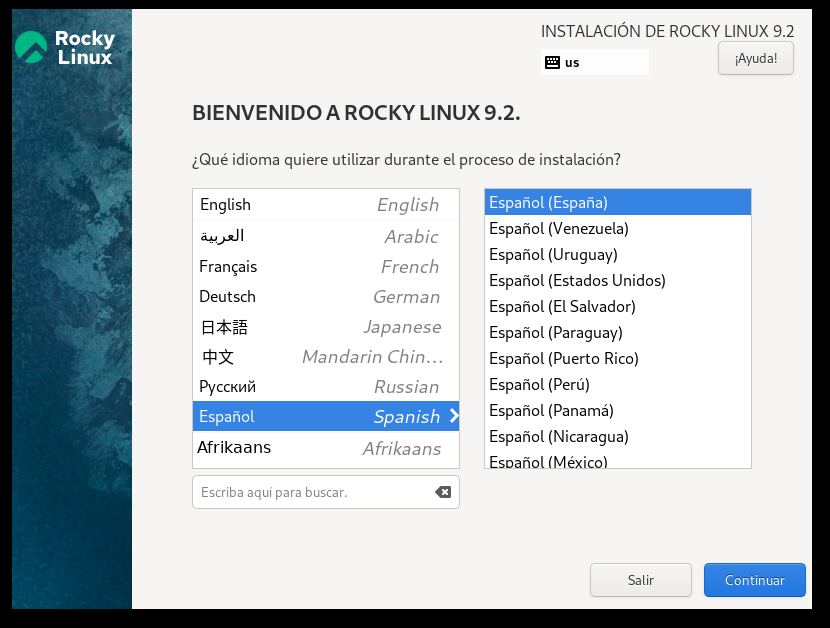 Rocky
Linux
INSTALACIÓN DE ROCKY LINUX 9.2
us
¡Ayuda!
BIENVENIDO A ROCKY LINUX 9.2.
¿Qué idioma quiere utilizar durante el proceso de instalación?
English English
العربية Arabic
Français French
Deutsch German
日本語 Japanese
中文 Mandarin Chin…
Русский Russian
Español Spanish
Afrikaans Afrikaans
Escriba aquí para buscar.
Español (España)
Español (Venezuela)
Español (Uruguay)
Español (Estados Unidos)
Español (El Salvador)
Español (Paraguay)
Español (Puerto Rico)
Español (Perú)
Español (Panamá)
Español (Nicaragua)
Español (México)
Salir
Continuar